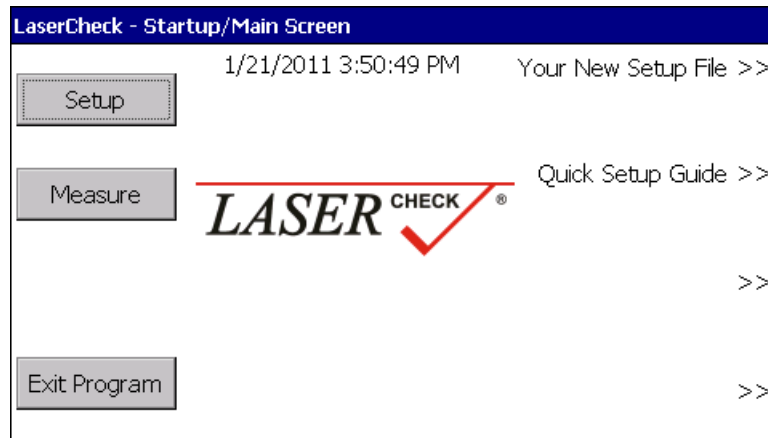 LaserCheck - Startup/Main Screen
1/21/2011 3:50:49 PM
Your New Setup File >>
Setup
Quick Setup Guide >>
Measure
LASER CHECK ®
>>
Exit Program
>>